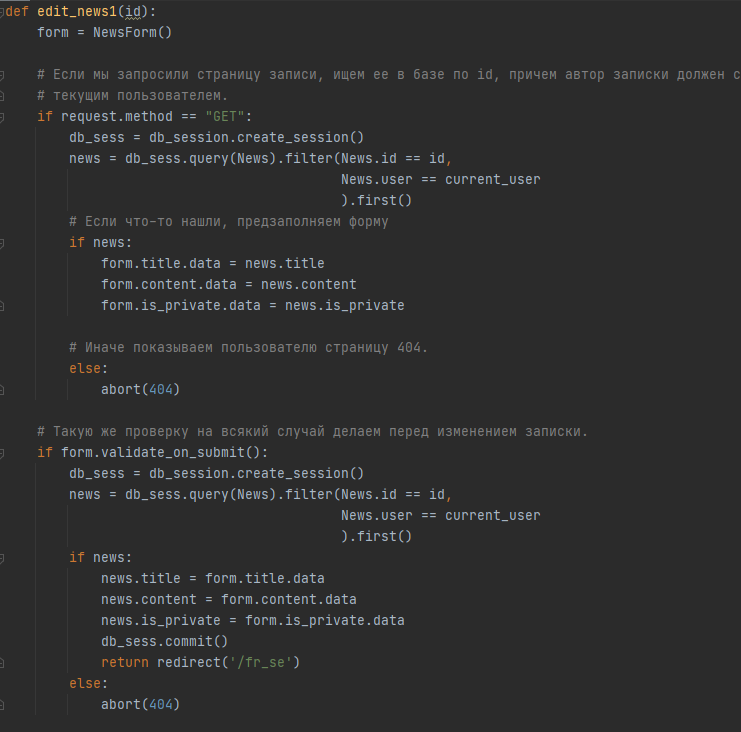 def edit_news1(id):
    form = NewsForm()

    # Если мы запросили страницу записи, ищем ее в базе по id, причем автор записки должен с
    # текущим пользователем.
    if request.method == "GET":
        db_sess = db_session.create_session()
        news = db_sess.query(News).filter(News.id == id,
                                          News.user == current_user
                                          ).first()
        # Если что-то нашли, предзаполняем форму
        if news:
            form.title.data = news.title
            form.content.data = news.content
            form.is_private.data = news.is_private

        # Иначе показываем пользователю страницу 404.
        else:
            abort(404)

    # Такую же проверку на всякий случай делаем перед изменением записки.
    if form.validate_on_submit():
        db_sess = db_session.create_session()
        news = db_sess.query(News).filter(News.id == id,
                                          News.user == current_user
                                          ).first()
        if news:
            news.title = form.title.data
            news.content = form.content.data
            news.is_private = form.is_private.data
            db_sess.commit()
            return redirect('/fr_se')
        else:
            abort(404)